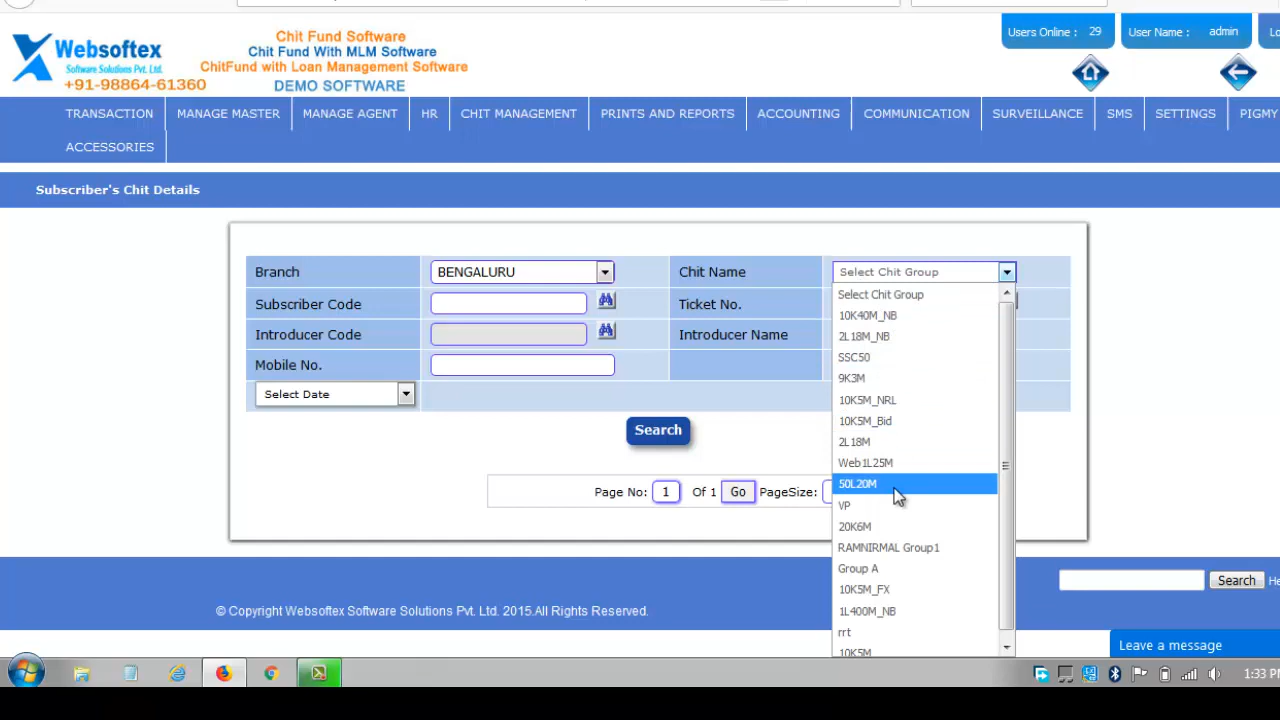 Users Online : 29
User Name : admin
Lo
Websoftex
Software Solutions Pvt. Ltd.
+91-98864-61360
Chit Fund Software
Chit Fund With MLM Software
ChitFund with Loan Management Software
DEMO SOFTWARE
TRANSACTION MANAGE MASTER MANAGE AGENT HR CHIT MANAGEMENT PRINTS AND REPORTS ACCOUNTING COMMUNICATION SURVEILLANCE SMS SETTINGS PIGMY
ACCESSORIES
Subscriber's Chit Details
Branch BENGALURU Chit Name Select Chit Group
Subscriber Code Ticket No.
Introducer Code Introducer Name
Mobile No.
Select Date
Select Chit Group
10K40M_NB
2L18M_NB
SSC50
9K3M
10K5M_NRL
10K5M_Bid
2L18M
Web1L25M
50L20M
VP
20K6M
RAMNIRMAL Group1
Group A
10K5M_FX
1L400M_NB
rrt
10K5M
Search
Page No: 1 Of 1 Go PageSize:
Search He
© Copyright Websoftex Software Solutions Pvt. Ltd. 2015.All Rights Reserved.
Leave a message
1:33 PM